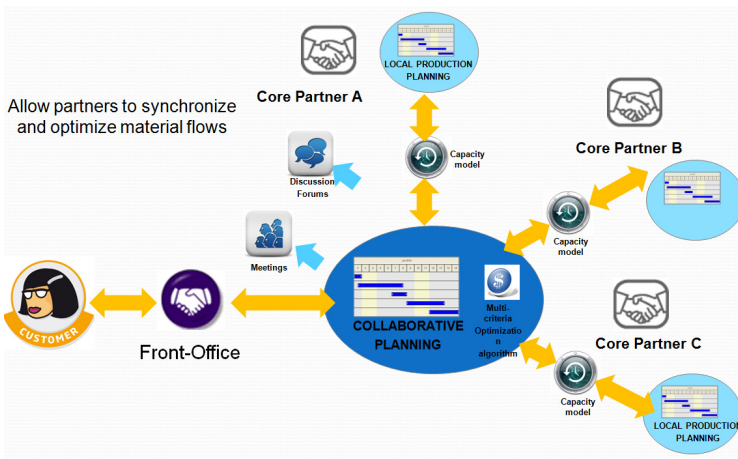 LOCAL PRODUCTION
PLANNING
Core Partner A
Allow partners to synchronize
and optimize material flows
Core Partner B
Capacity
model
Discussion
Forums
Capacity
model
Meetings
COLLABORATIVE
PLANNING
Multi-
criteria
Optimizatio
n
algorithm
CUSTOMER
Front-Office
Core Partner C
Capacity
model
LOCAL PRODUCTION
PLANNING